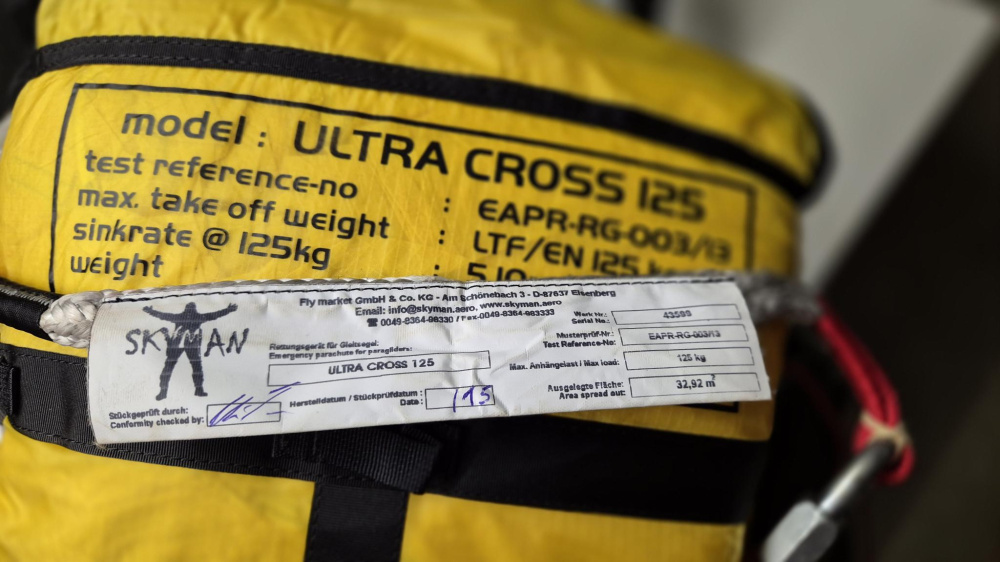 model : ULTRA CROSS 125
test reference-no : EAPR-RG-003/13
max. take off weight : LTF/EN 125
sinkrate @ 125kg : 5.10
weight
SKYMAN
Fly market GmbH & Co. KG - Am Schönebach 3 - D-87637 Eisenberg
Email: info@skyman.aero, www.skyman.aero
☎ 0049-8364-98330 / Fax-0049-8364-983333
Rettungsgerät für Gleitsegel:
Emergency parachute for paragliders:
ULTRA CROSS 125
Stückgeprüft durch:
Conformity checked by:
Herstelldatum / Stückprüfdatum :
Date :
Werk Nr.:
Serial No.: 43599
Musterprüf-Nr.:
Test Reference-No: EAPR-RG-003/13
Max. Anhängelast / Max load: 125 kg
Ausgelegte Fläche:
Area spread out: 32,92 m²